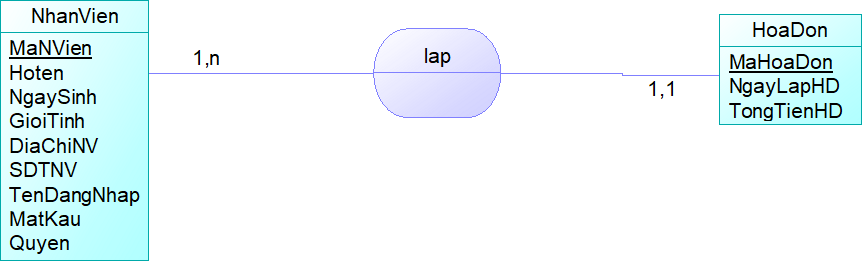 NhanVien
MaNVien
Hoten
NgaySinh
GioiTinh
DiaChiNV
SDTNV
TenDangNhap
MatKau
Quyen
1,n
lap
1,1
HoaDon
MaHoaDon
NgayLapHD
TongTienHD